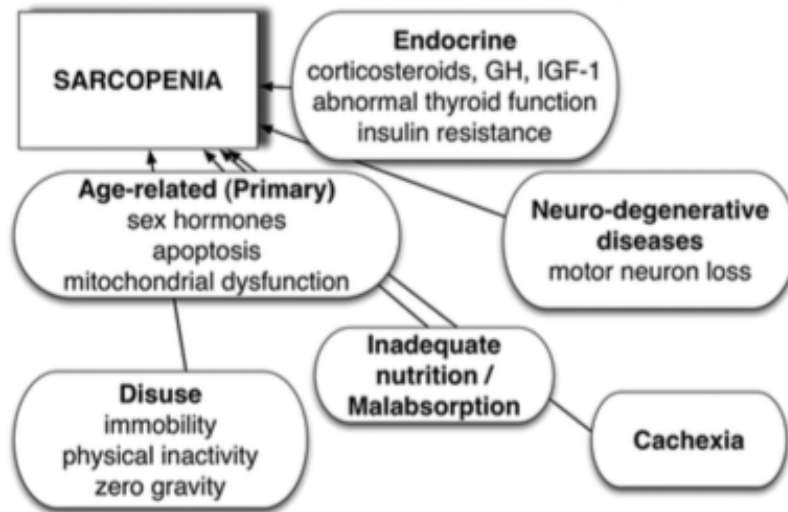 SARCOPENIA
Endocrine
corticosteroids, GH, IGF-1
abnormal thyroid function
insulin resistance
Age-related (Primary)
sex hormones
apoptosis
mitochondrial dysfunction
Neuro-degenerative
diseases
motor neuron loss
Inadequate
nutrition /
Malabsorption
Disuse
immobility
physical inactivity
zero gravity
Cachexia